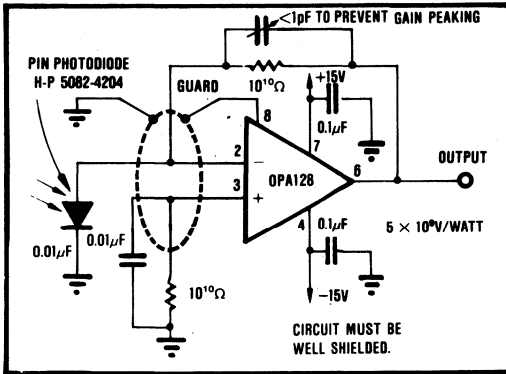 <1pF TO PREVENT GAIN PEAKING
PIN PHOTODIODE
H-P 5082-4204
10¹⁰Ω
+15V
GUARD
8
0.1µF
7
2
−
OPA128
6
OUTPUT
3
+
4
0.1µF
5 × 10⁹V/WATT
0.01µF
0.01µF
10¹⁰Ω
−15V
CIRCUIT MUST BE
WELL SHIELDED.